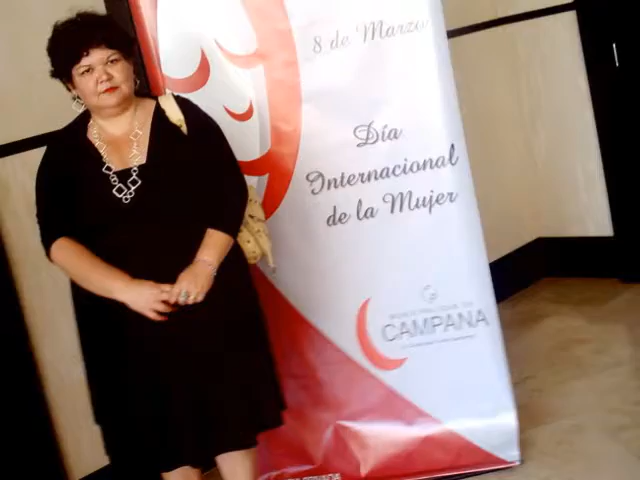 8 de Marzo
Día
Internacional
de la Mujer
CAMPANA